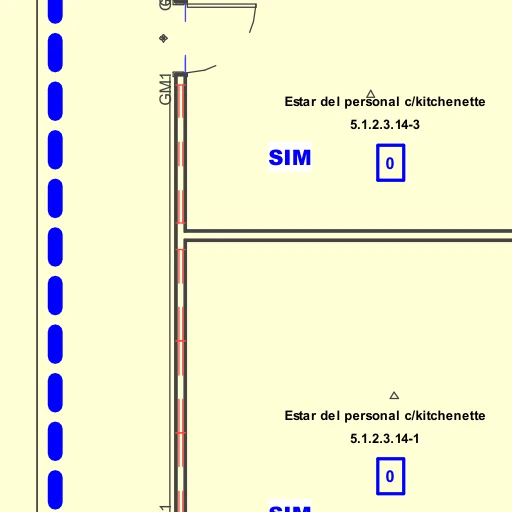 GM1
Estar del personal c/kitchenette
5.1.2.3.14-3
SIM
0
Estar del personal c/kitchenette
5.1.2.3.14-1
0
SIM